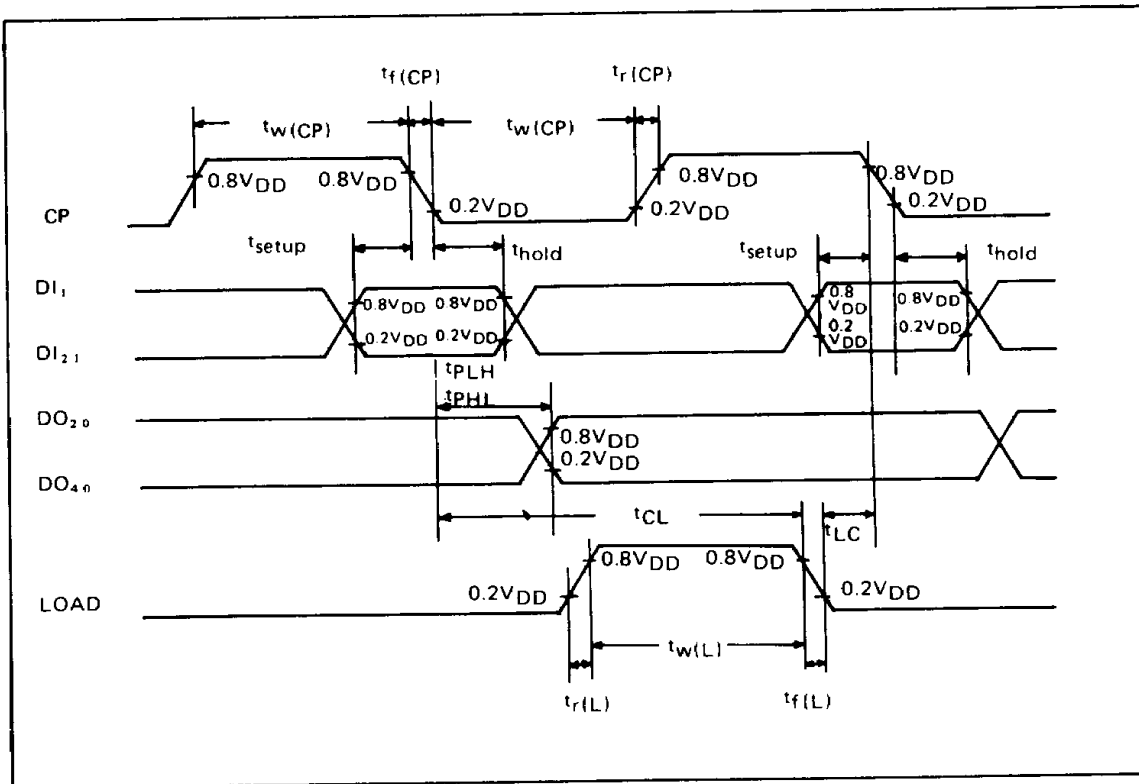 tf(CP) tr(CP)
tw(CP) tw(CP)
0.8VDD 0.8VDD 0.8VDD 0.8VDD
CP 0.2VDD 0.2VDD 0.2VDD
tsetup thold tsetup thold
DI₁ 0.8VDD 0.8VDD 0.8 VDD 0.8VDD
DI₂₁ 0.2VDD 0.2VDD 0.2 VDD 0.2VDD
tPLH
tPHL
DO₂₀ 0.8VDD
0.2VDD
DO₄₀
tCL tLC
0.8VDD 0.8VDD
LOAD 0.2VDD 0.2VDD
tw(L)
tr(L) tf(L)